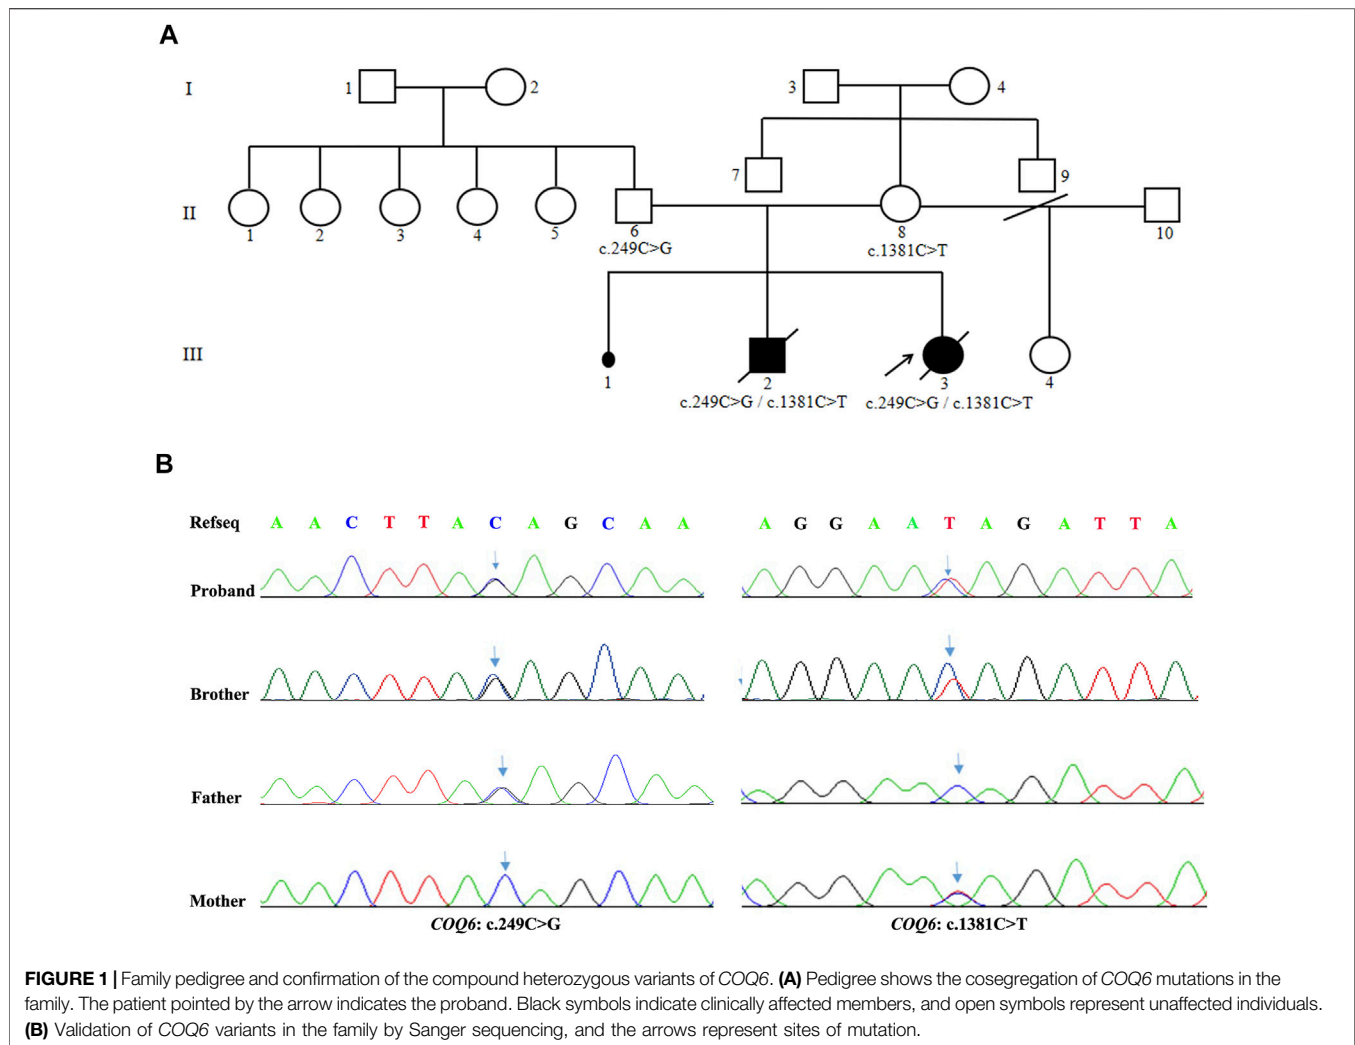 A
I
1
2
3
4
7
9
II
1
2
3
4
5
6
c.249C>G
8
c.1381C>T
10
III
1
2
c.249C>G / c.1381C>T
3
c.249C>G / c.1381C>T
4
B
Refseq A A C T T A C A G C A A A G G A A T A G A T T A
Proband
Brother
Father
Mother
COQ6: c.249C>G COQ6: c.1381C>T
FIGURE 1 | Family pedigree and confirmation of the compound heterozygous variants of COQ6. (A) Pedigree shows the cosegregation of COQ6 mutations in the
family. The patient pointed by the arrow indicates the proband. Black symbols indicate clinically affected members, and open symbols represent unaffected individuals.
(B) Validation of COQ6 variants in the family by Sanger sequencing, and the arrows represent sites of mutation.